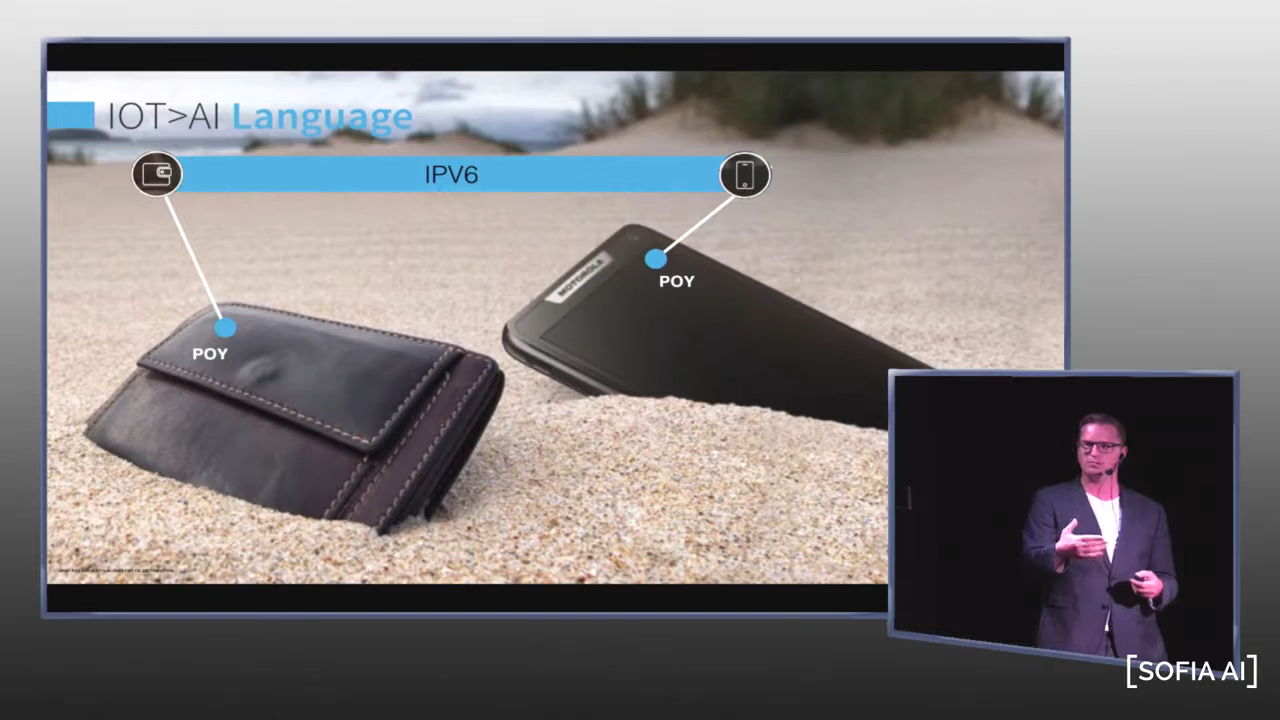 IOT>AI Language
IPV6
POY
MOTOROLA
POY
[SOFIA AI]